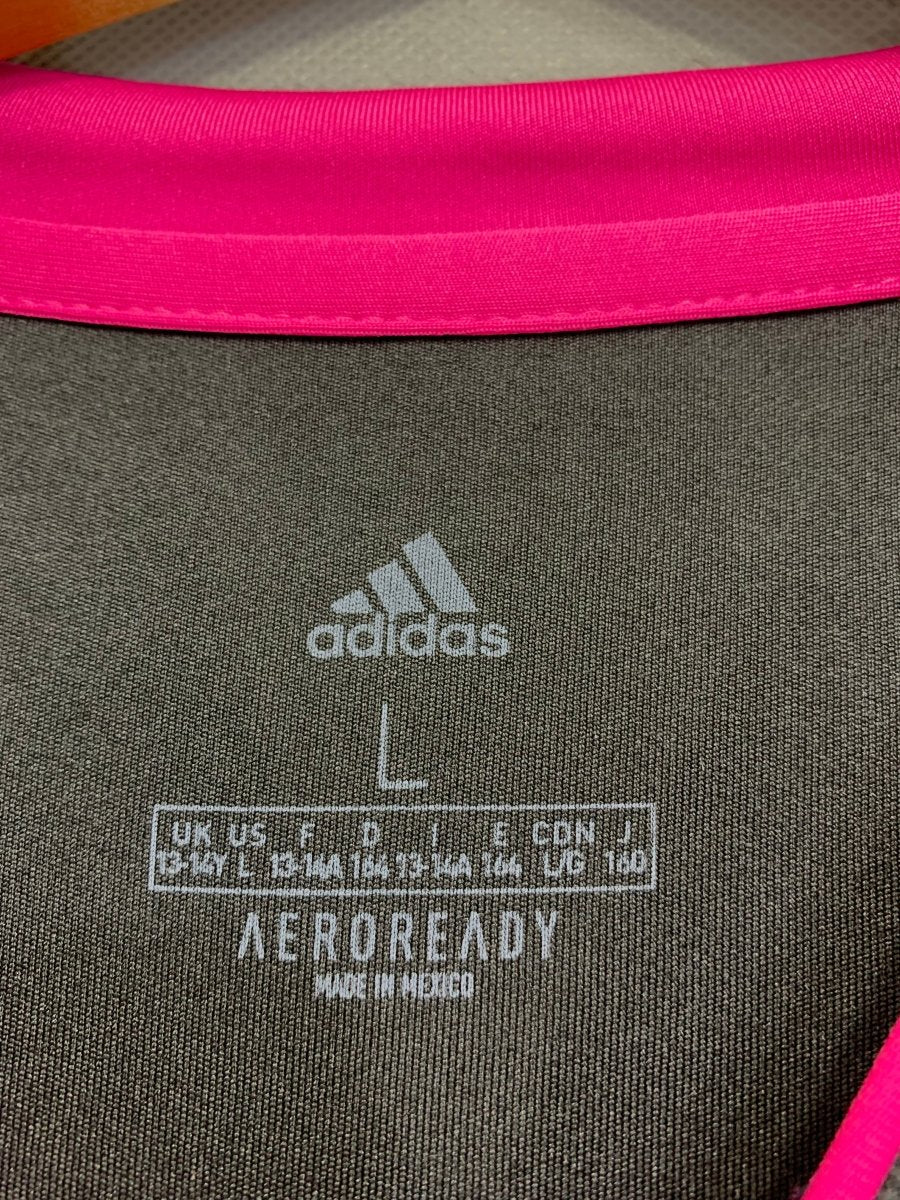 adidas
L
UK US F D I E CDN J
13-14Y L 13-14A 164 13-14A 164 L/G 160
AEROREADY
MADE IN MEXICO